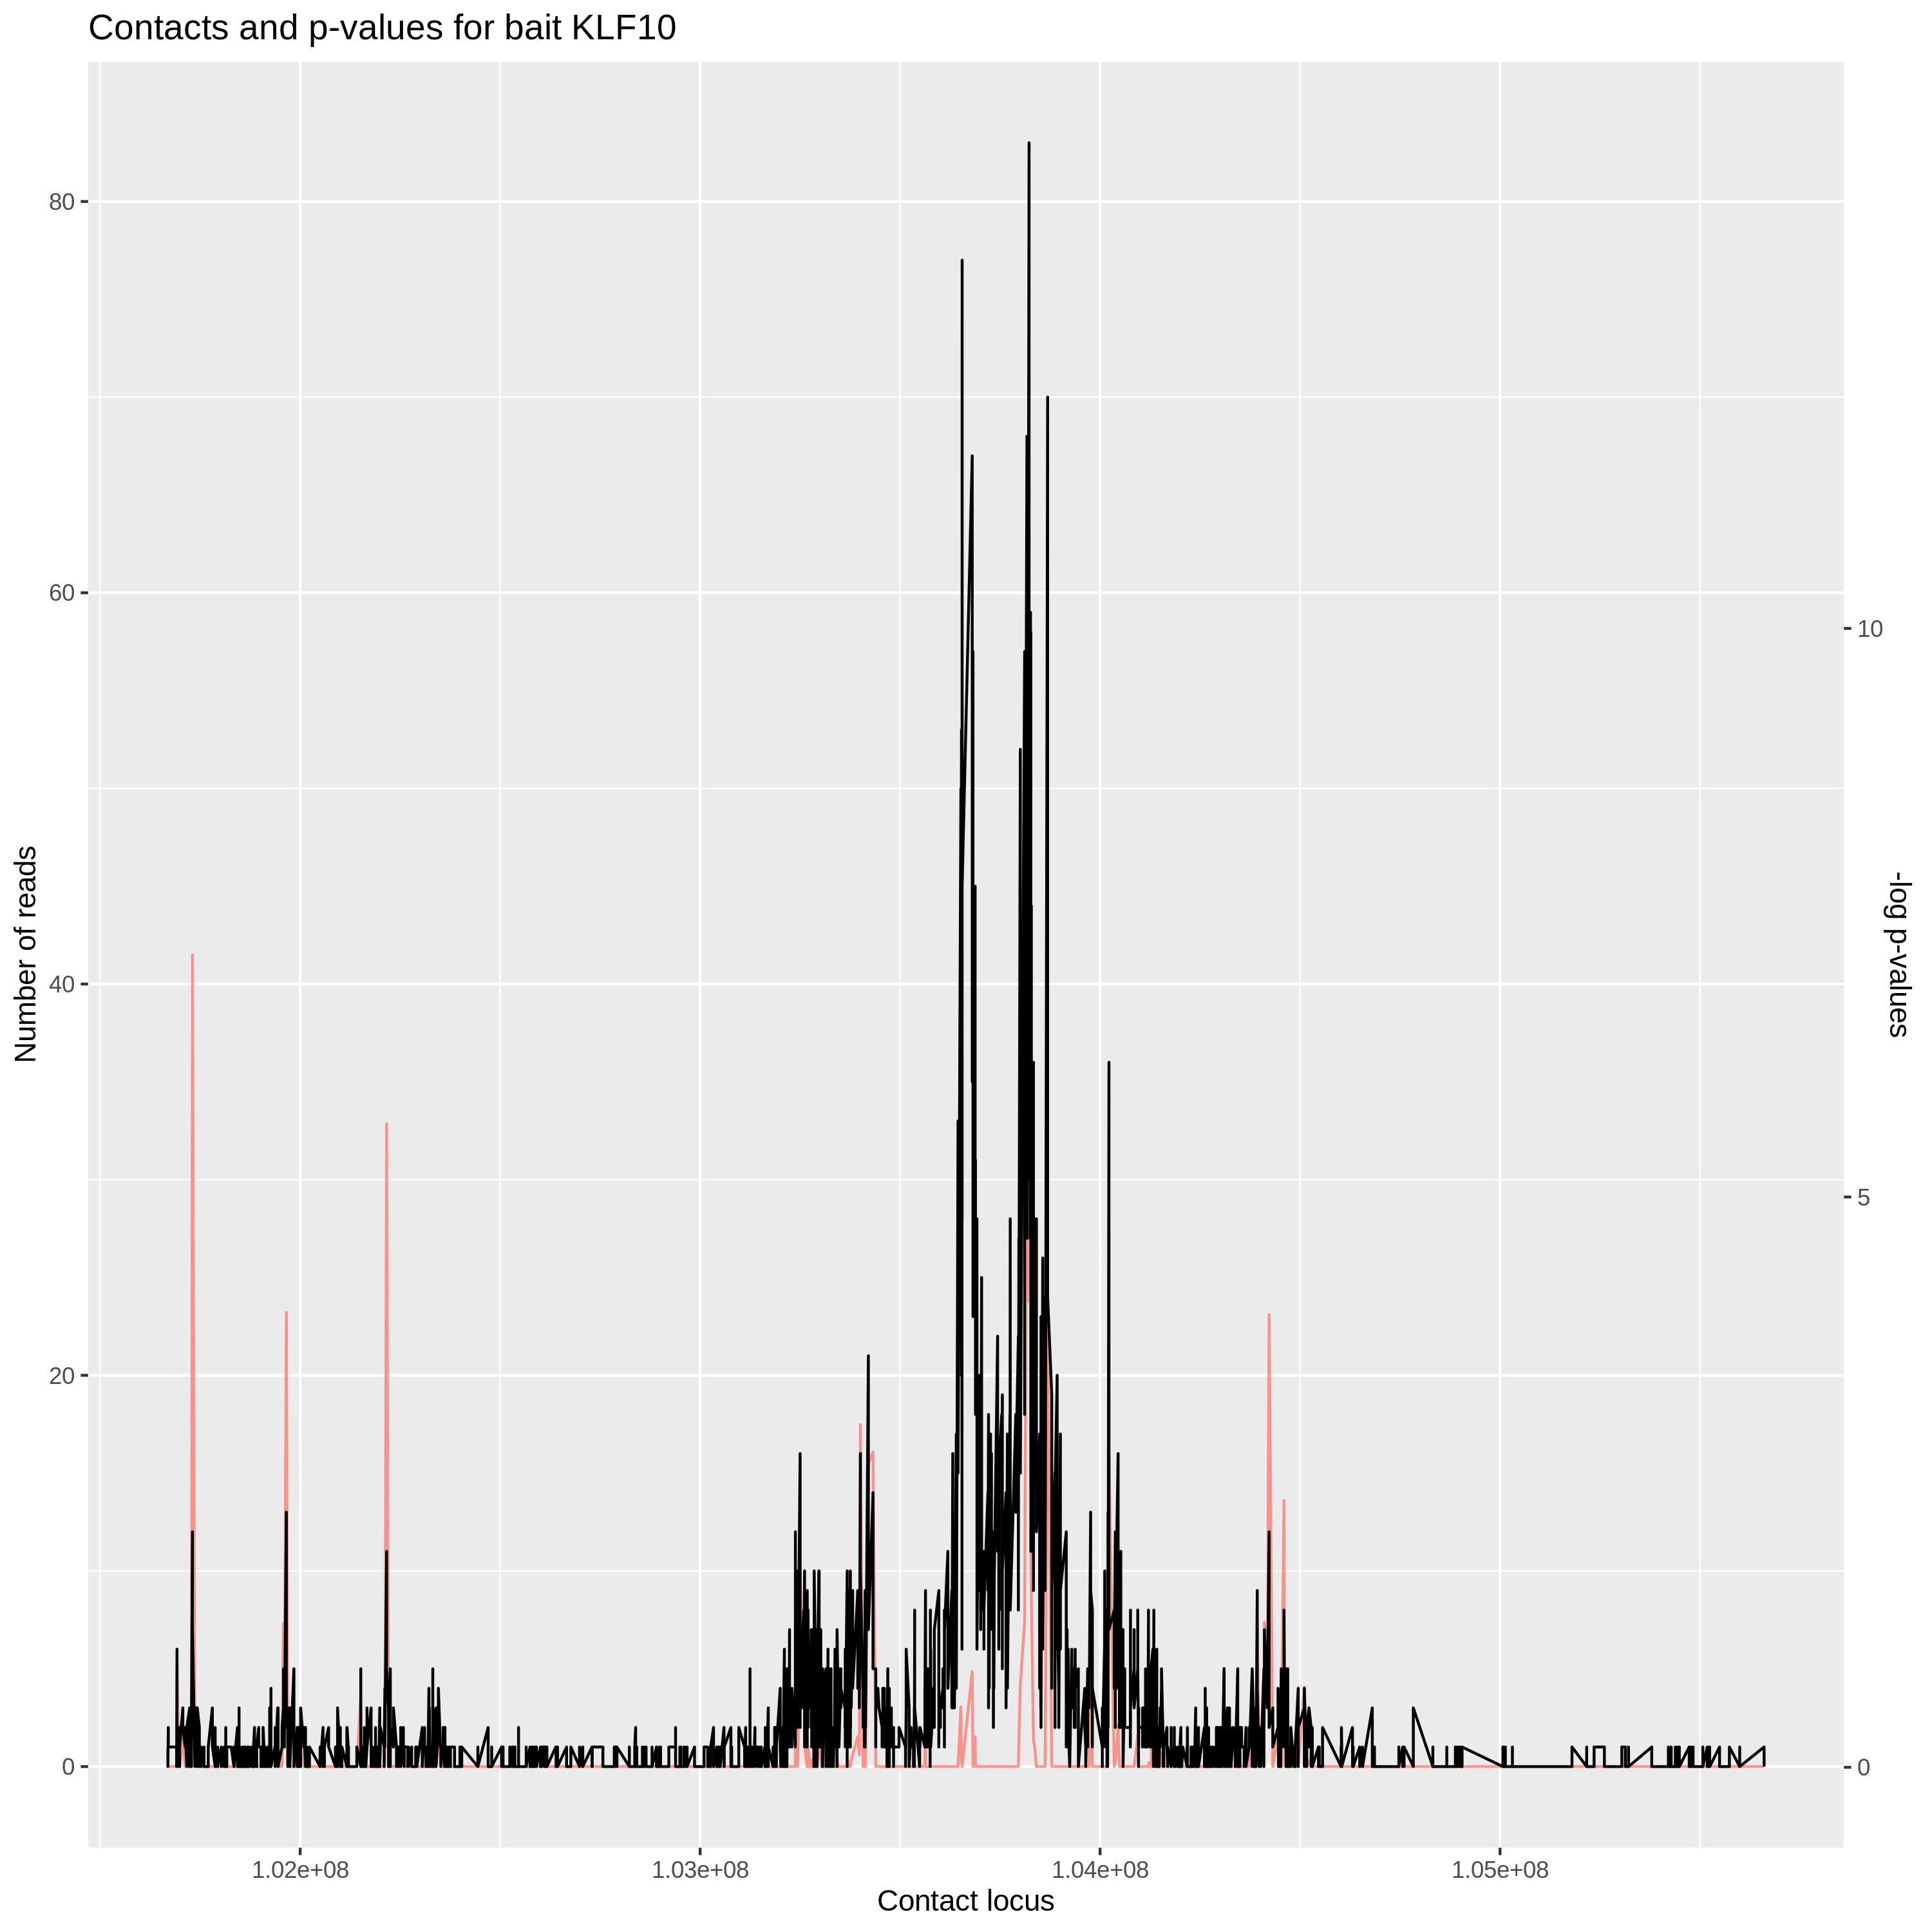 Contacts and p-values for bait KLF10
80
60
40
20
0
Number of reads
10
5
0
-log p-values
1.02e+08 1.03e+08 1.04e+08 1.05e+08
Contact locus